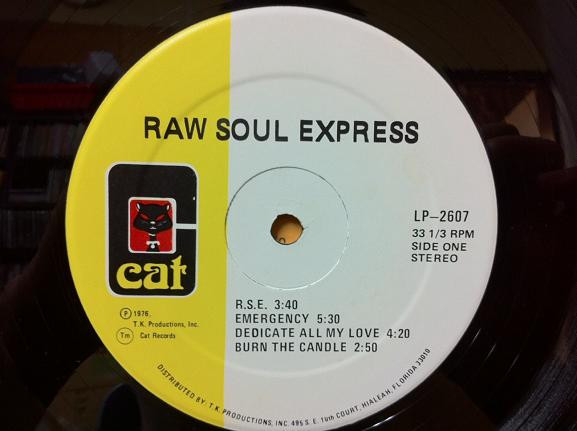 RAW SOUL EXPRESS
cat
LP-2607
33 1/3 RPM
SIDE ONE
STEREO
R.S.E. 3:40
EMERGENCY 5:30
DEDICATE ALL MY LOVE 4:20
BURN THE CANDLE 2:50
Ⓟ 1976.
T.K. Productions, Inc.
Tm Cat Records
DISTRIBUTED BY: T.K. PRODUCTIONS, INC. 495 S.E. 10th COURT, HIALEAH, FLORIDA 33010